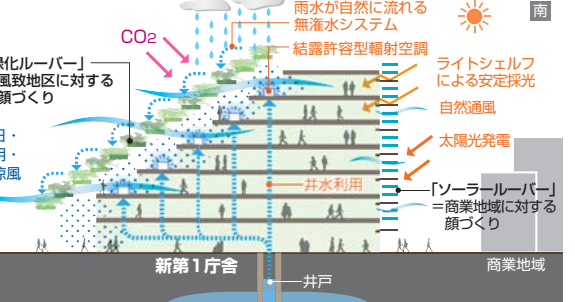 雨水が自然に流れる
無潅水システム
南
CO2
結露許容型輻射空調
化ルーバー」
風致地区に対する
顔づくり
ライトシェルフ
による安定採光
自然通風
太陽光発電
井水利用
「ソーラールーバー」
＝商業地域に対する
顔づくり
新第1庁舎
商業地域
井戸